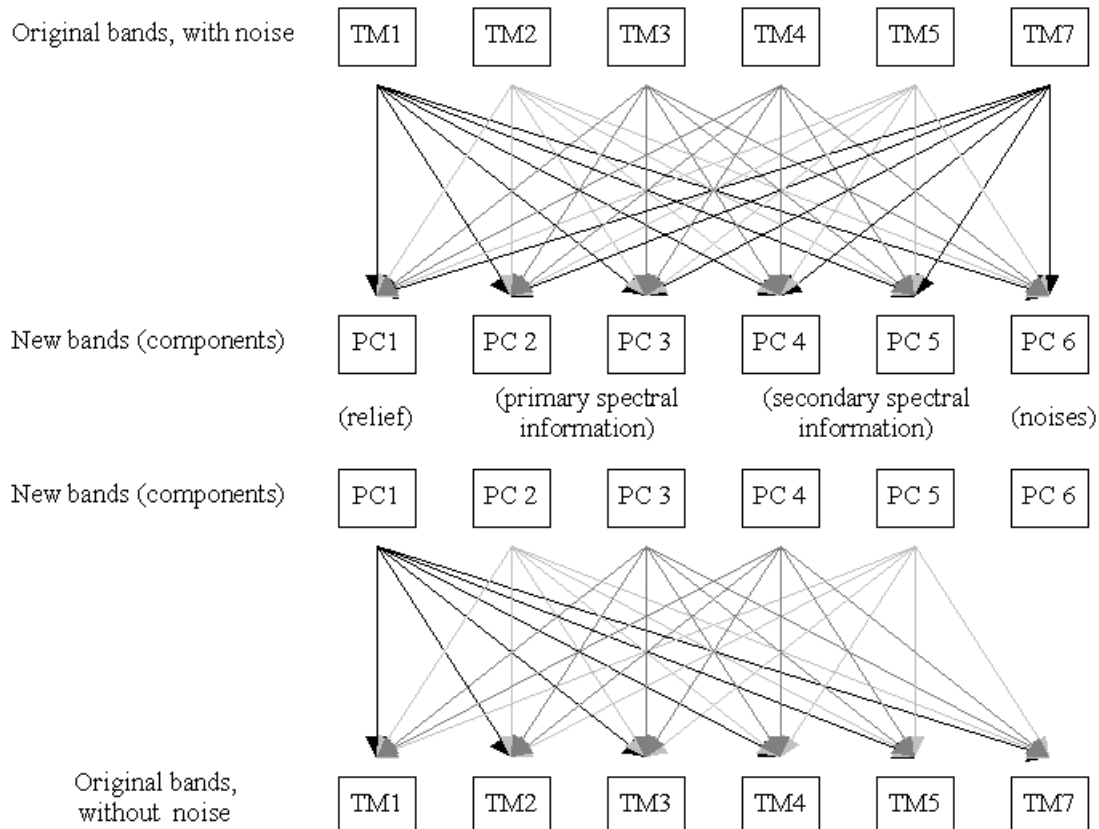 Original bands, with noise TM1 TM2 TM3 TM4 TM5 TM7
New bands (components) PC1 PC 2 PC 3 PC 4 PC 5 PC 6
(relief) (primary spectral information) (secondary spectral information) (noises)
New bands (components) PC1 PC 2 PC 3 PC 4 PC 5 PC 6
Original bands, without noise TM1 TM2 TM3 TM4 TM5 TM7